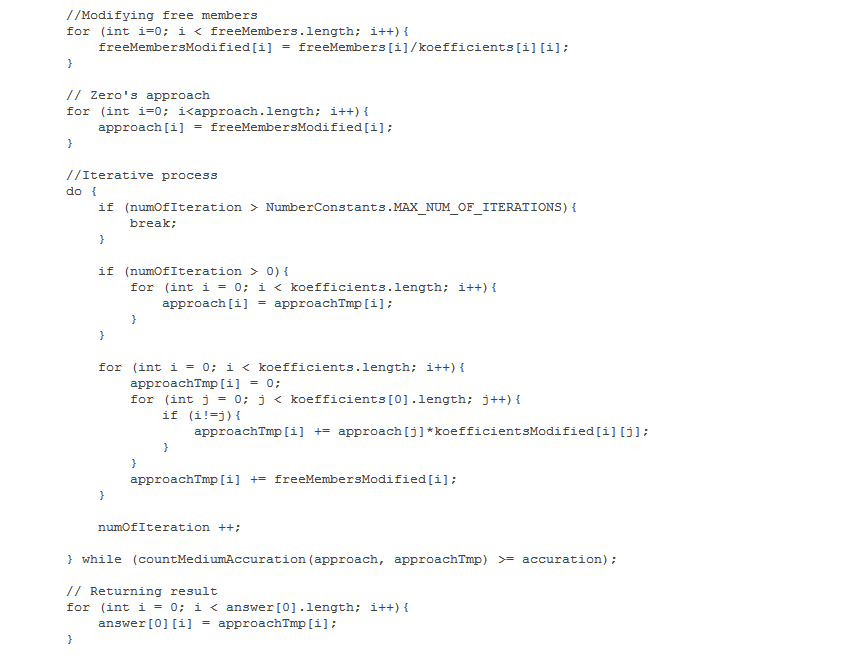 //Modifying free members
for (int i=0; i < freeMembers.length; i++){
freeMembersModified[i] = freeMembers[i]/koefficients[i][i];
}
// Zero's approach
for (int i=0; i<approach.length; i++){
approach[i] = freeMembersModified[i];
}
//Iterative process
do {
if (numOfIteration > NumberConstants.MAX_NUM_OF_ITERATIONS){
break;
}
if (numOfIteration > 0){
for (int i = 0; i < koefficients.length; i++){
approach[i] = approachTmp[i];
}
}
for (int i = 0; i < koefficients.length; i++){
approachTmp[i] = 0;
for (int j = 0; j < koefficients[0].length; j++){
if (i!=j){
approachTmp[i] += approach[j]*koefficientsModified[i][j];
}
}
approachTmp[i] += freeMembersModified[i];
}
numOfIteration ++;
} while (countMediumAccuration(approach, approachTmp) >= accuration);
// Returning result
for (int i = 0; i < answer[0].length; i++){
answer[0][i] = approachTmp[i];
}